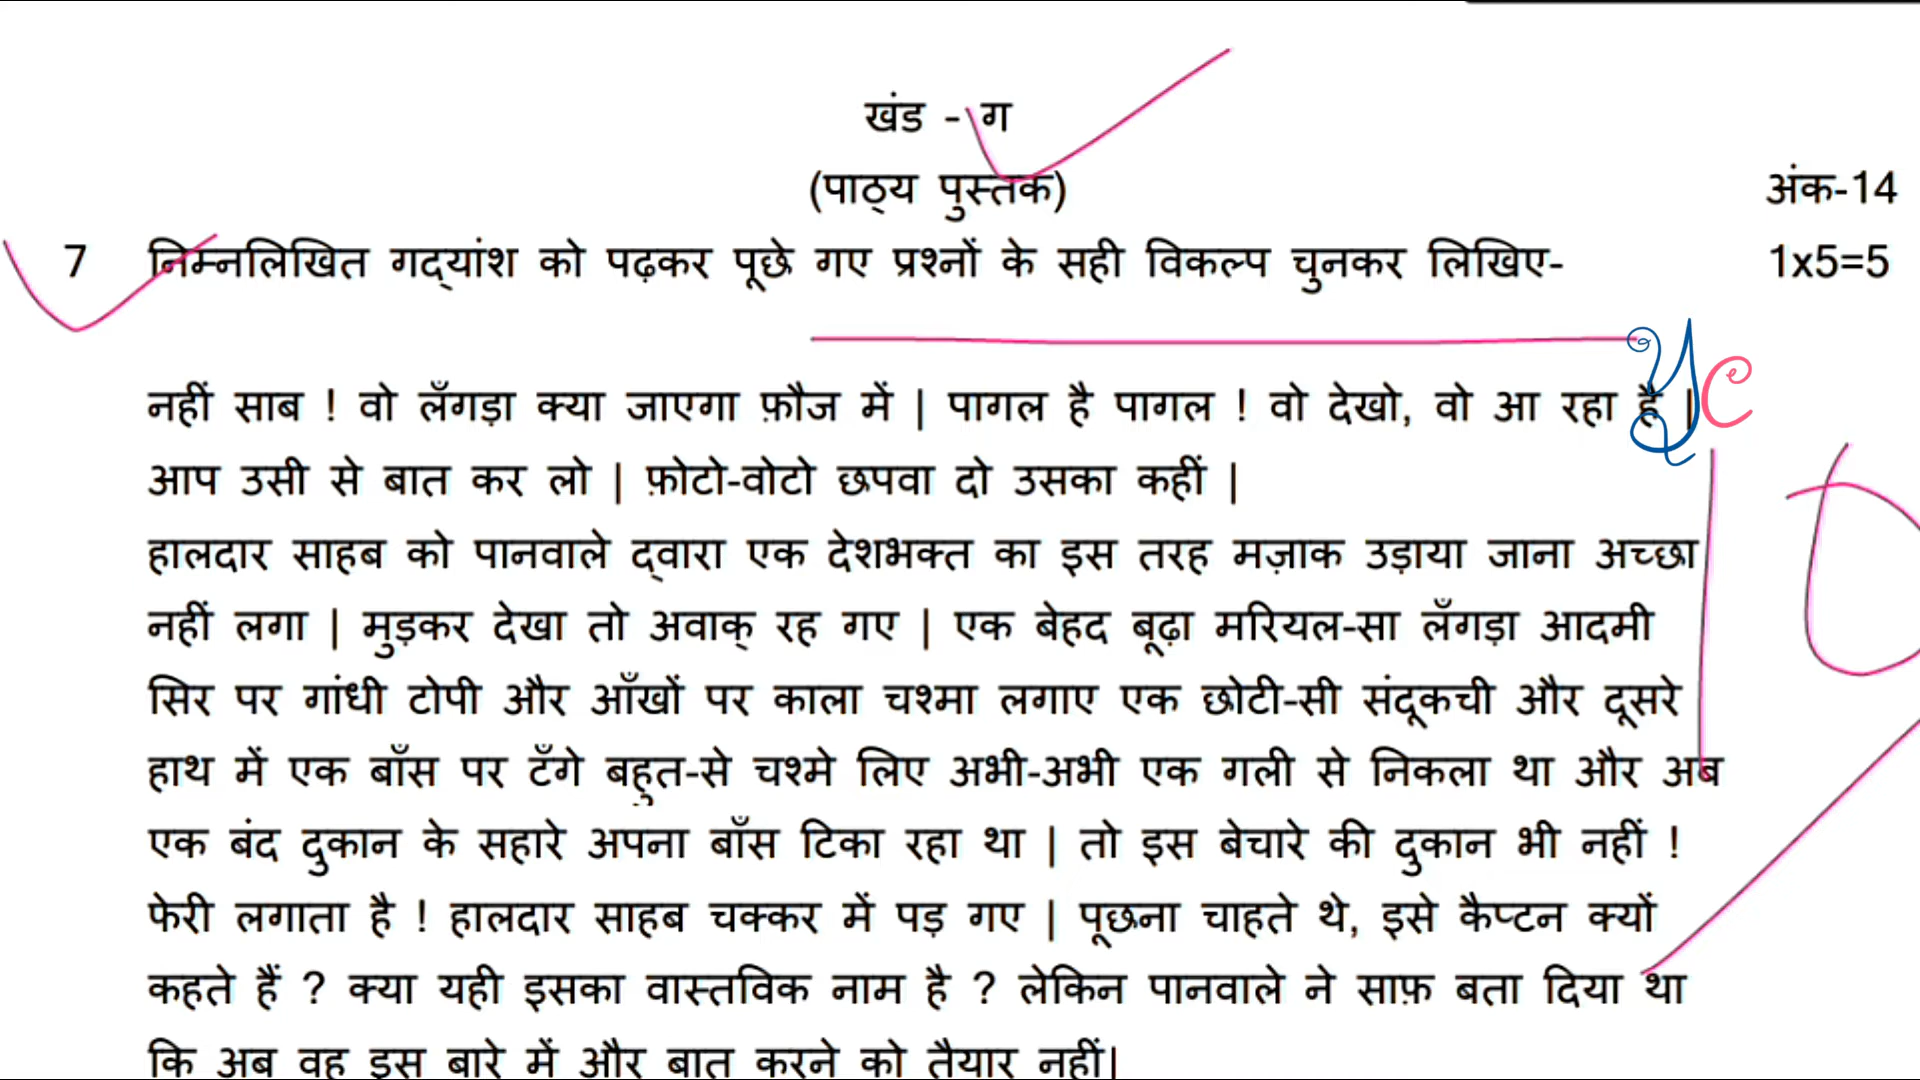 खंड - ग
(पाठ्य पुस्तक)
अंक-14
7 निम्नलिखित गद्यांश को पढ़कर पूछे गए प्रश्नों के सही विकल्प चुनकर लिखिए- 1x5=5
YC
नहीं साब ! वो लँगड़ा क्या जाएगा फ़ौज में | पागल है पागल ! वो देखो, वो आ रहा है |
आप उसी से बात कर लो | फ़ोटो-वोटो छपवा दो उसका कहीं |
हालदार साहब को पानवाले द्वारा एक देशभक्त का इस तरह मज़ाक उड़ाया जाना अच्छा
नहीं लगा | मुड़कर देखा तो अवाक् रह गए | एक बेहद बूढ़ा मरियल-सा लँगड़ा आदमी
सिर पर गांधी टोपी और आँखों पर काला चश्मा लगाए एक छोटी-सी संदूकची और दूसरे
हाथ में एक बाँस पर टँगे बहुत-से चश्मे लिए अभी-अभी एक गली से निकला था और अब
एक बंद दुकान के सहारे अपना बाँस टिका रहा था | तो इस बेचारे की दुकान भी नहीं !
फेरी लगाता है ! हालदार साहब चक्कर में पड़ गए | पूछना चाहते थे, इसे कैप्टन क्यों
कहते हैं ? क्या यही इसका वास्तविक नाम है ? लेकिन पानवाले ने साफ़ बता दिया था
कि अब वह इस बारे में और बात करने को तैयार नहीं|